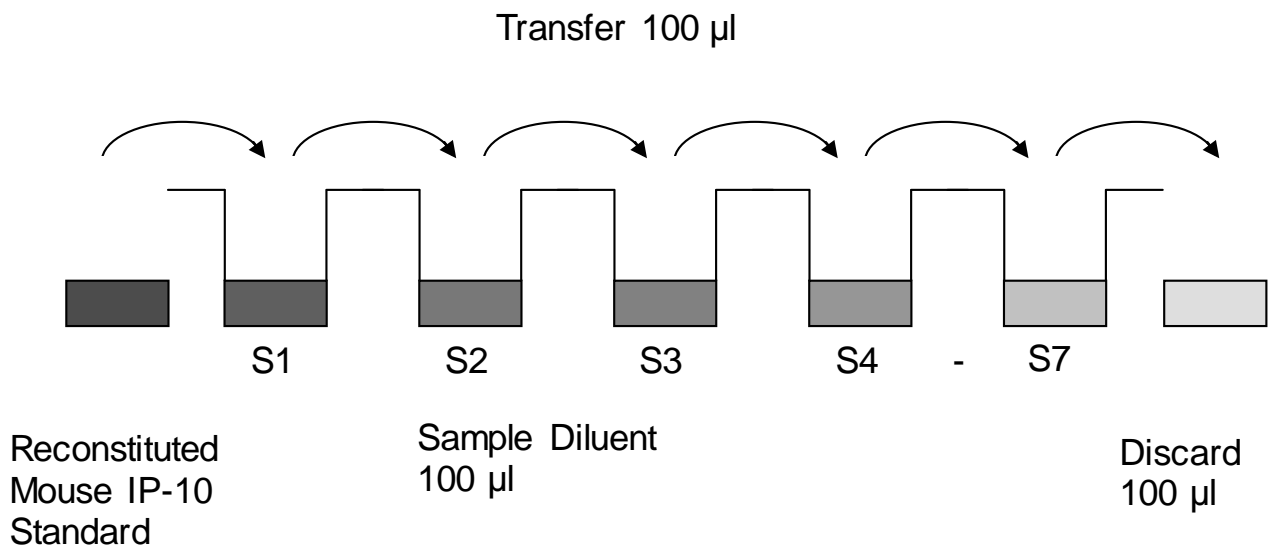 Transfer 100 µl
S1 S2 S3 S4 - S7
Reconstituted
Mouse IP-10
Standard
Sample Diluent
100 µl
Discard
100 µl